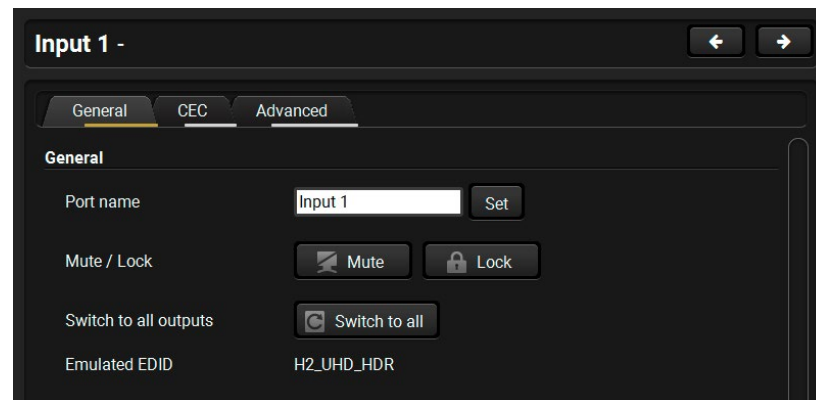 Input 1 -
General CEC Advanced
General
Port name Input 1 Set
Mute / Lock Mute Lock
Switch to all outputs Switch to all
Emulated EDID H2_UHD_HDR